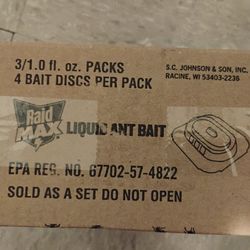 3/1.0 fl. oz. PACKS
4 BAIT DISCS PER PACK
S.C. JOHNSON & SON, INC.
RACINE, WI 53403-2236
Raid
MAX LIQUID ANT BAIT
EPA REG. NO. 67702-57-4822
SOLD AS A SET DO NOT OPEN